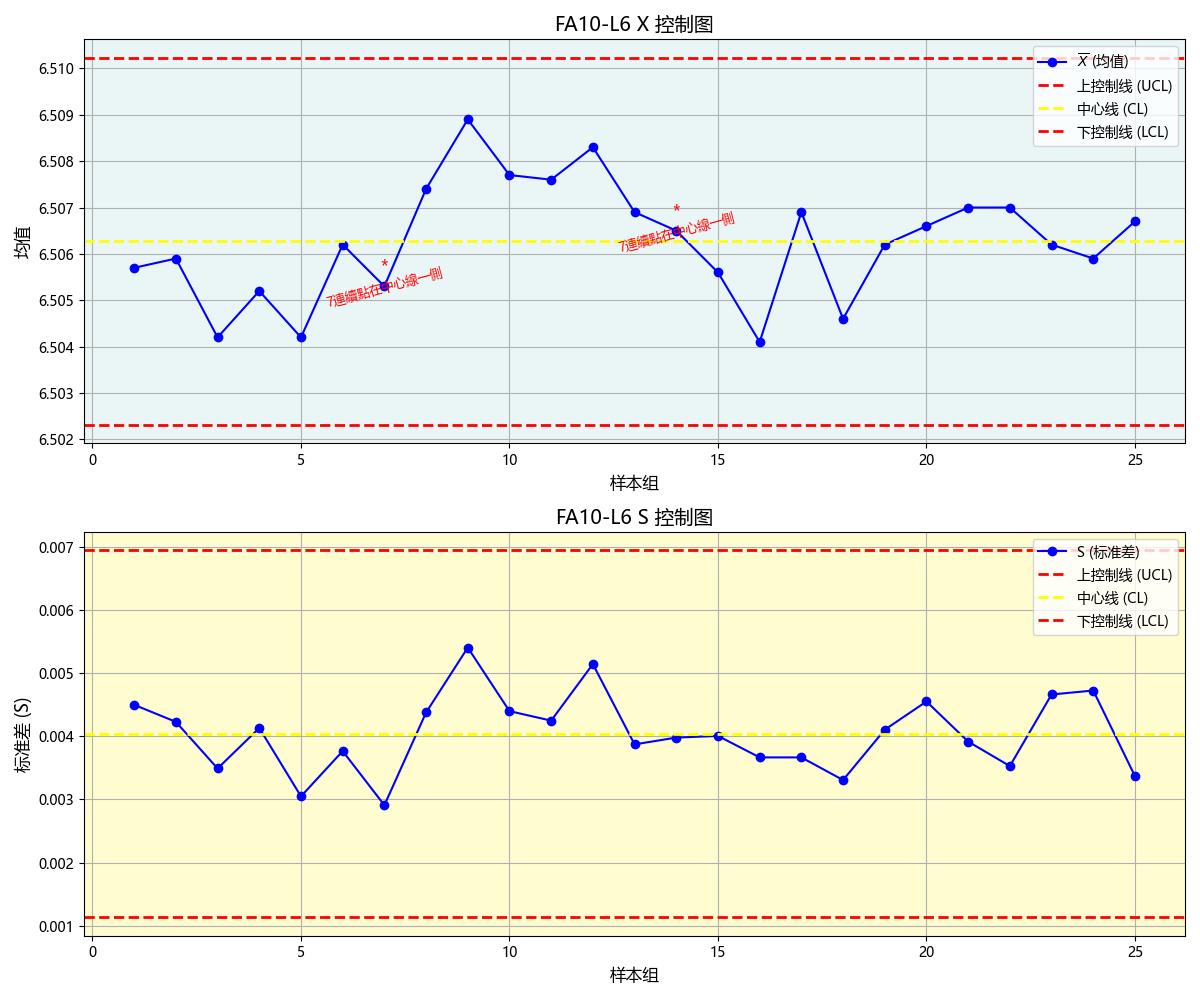 FA10-L6 X 控制图
均值
6.510
6.509
6.508
6.507
6.506
6.505
6.504
6.503
6.502
X (均值)
上控制线 (UCL)
中心线 (CL)
下控制线 (LCL)
*
7連續點在中心線一側
*
7連續點在中心線一側
0 5 10 15 20 25
样本组
FA10-L6 S 控制图
标准差 (S)
0.007
0.006
0.005
0.004
0.003
0.002
0.001
S (标准差)
上控制线 (UCL)
中心线 (CL)
下控制线 (LCL)
0 5 10 15 20 25
样本组